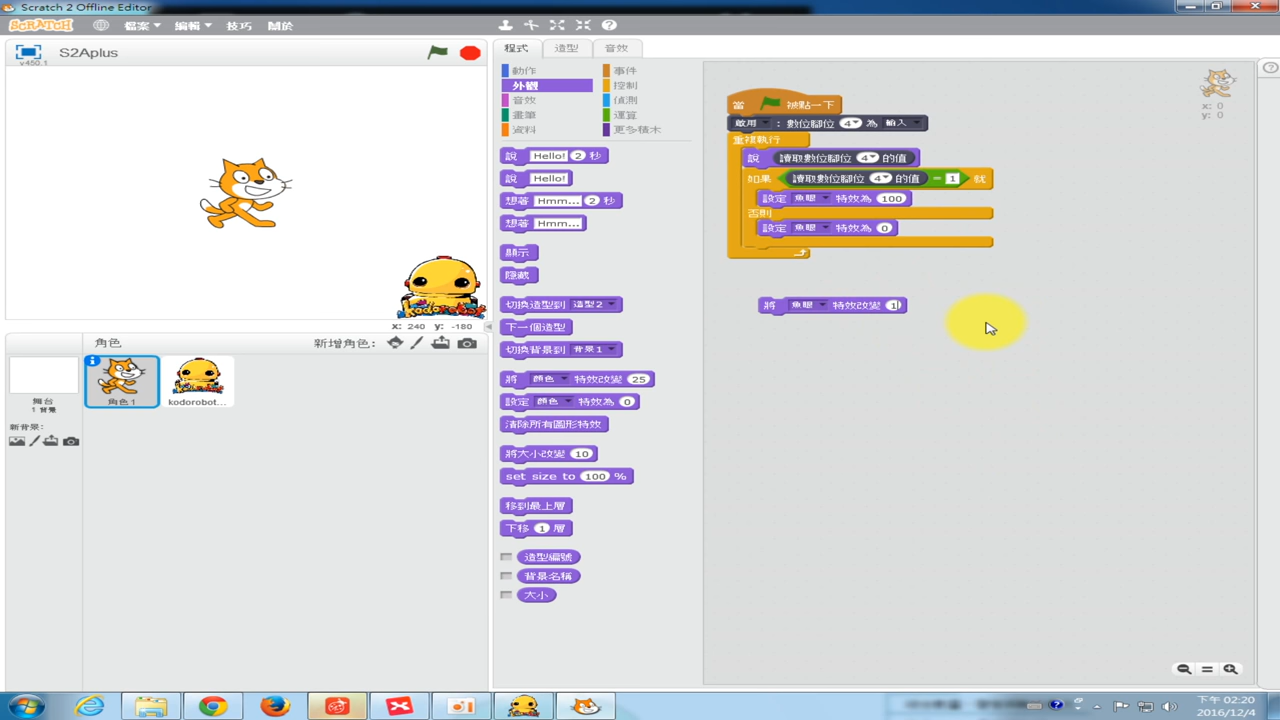 Scratch 2 Offline Editor
SCRATCH 檔案 編輯 技巧 關於
v450.1 S2Aplus
程式 造型 音效
動作 事件
外觀 控制
音效 偵測
畫筆 運算
資料 更多積木
說 Hello! 2 秒
說 Hello!
想著 Hmm... 2 秒
想著 Hmm...
顯示
隱藏
切換造型到 造型2
下一個造型
切換背景到 背景1
將 顏色 特效改變 25
設定 顏色 特效為 0
清除所有圖形特效
將大小改變 10
set size to 100 %
移到最上層
下移 1 層
造型編號
背景名稱
大小
當 被點一下
啟用 : 數位腳位 4 為 輸入
重複執行
說 讀取數位腳位 4 的值
如果 讀取數位腳位 4 的值 = 1 就
設定 魚眼 特效為 100
否則
設定 魚眼 特效為 0
將 魚眼 特效改變 1
x: 0
y: 0
kodorobot
x: 240 y: -180
角色 新增角色:
舞台
1 背景
新背景:
角色1
kodorobot...
下午 02:20
2016/12/4